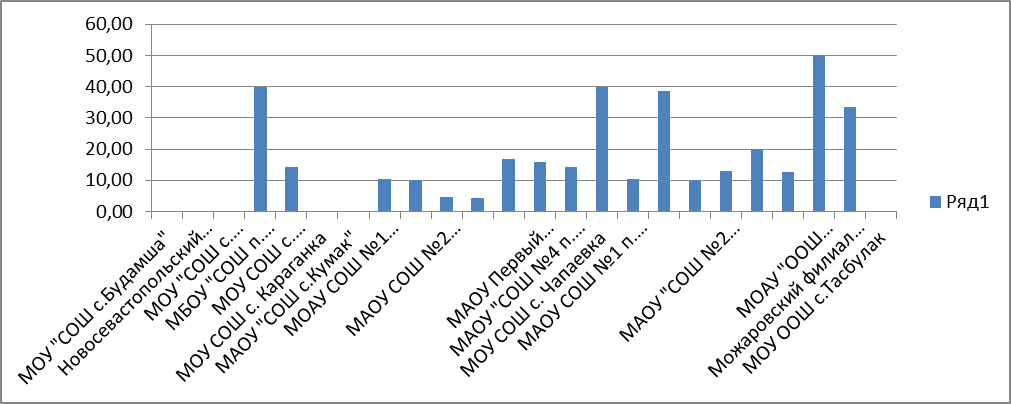 60,00
50,00
40,00
30,00
20,00
10,00
0,00
МОУ "СОШ с.Будамша"
Новосевастопольский…
МОУ "СОШ с.…
МБОУ "СОШ п…
МОУ СОШ с.…
МОУ СОШ с. Караганка
МАОУ "СОШ с.Кумак"
МОАУ СОШ №1…
МАОУ СОШ №2…
МАОУ Первый…
МАОУ "СОШ №4 п.…
МОУ СОШ с. Чапаевка
МАОУ СОШ №1 п.…
МАОУ "СОШ №2…
МОАУ "ООШ…
Можаровский филиал…
МОУ ООШ с.Тасбулак
Ряд1